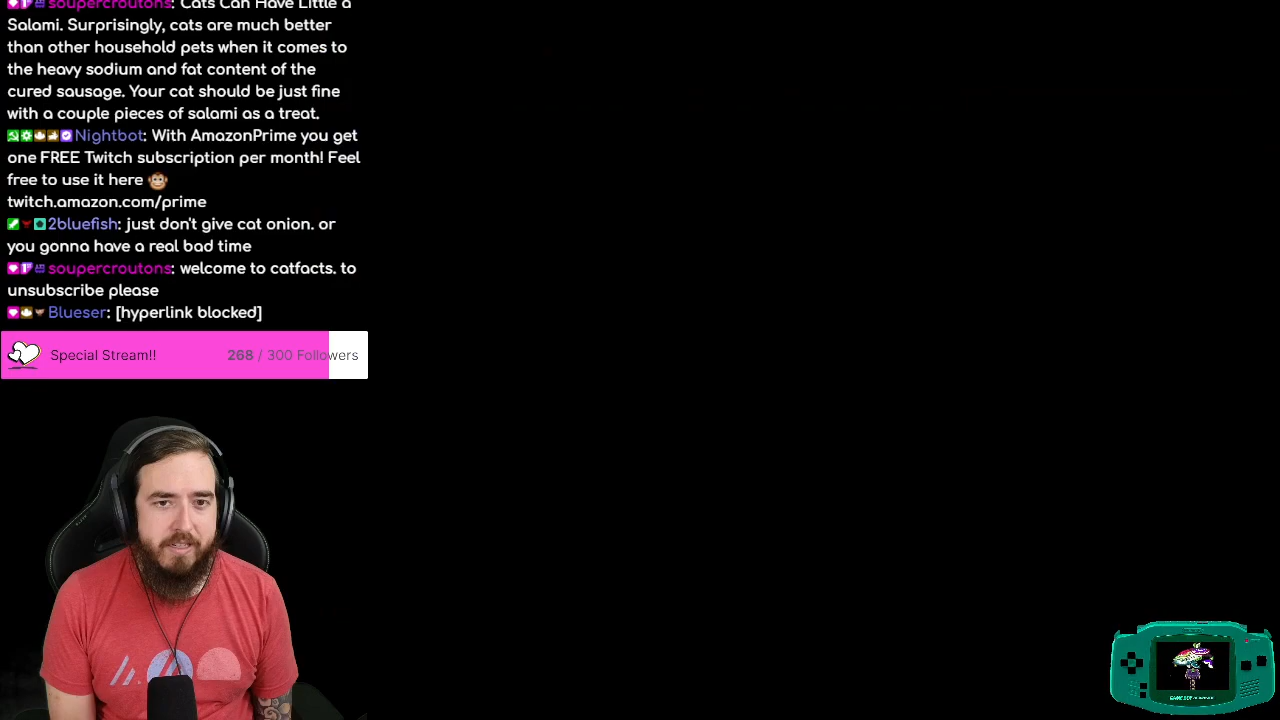 soupercroutons: Cats Can Have Little a
Salami. Surprisingly, cats are much better
than other household pets when it comes to
the heavy sodium and fat content of the
cured sausage. Your cat should be just fine
with a couple pieces of salami as a treat.
Nightbot: With AmazonPrime you get
one FREE Twitch subscription per month! Feel
free to use it here
twitch.amazon.com/prime
2bluefish: just don't give cat onion. or
you gonna have a real bad time
soupercroutons: welcome to catfacts. to
unsubscribe please
Blueser: [hyperlink blocked]
Special Stream!! 268 / 300 Followers